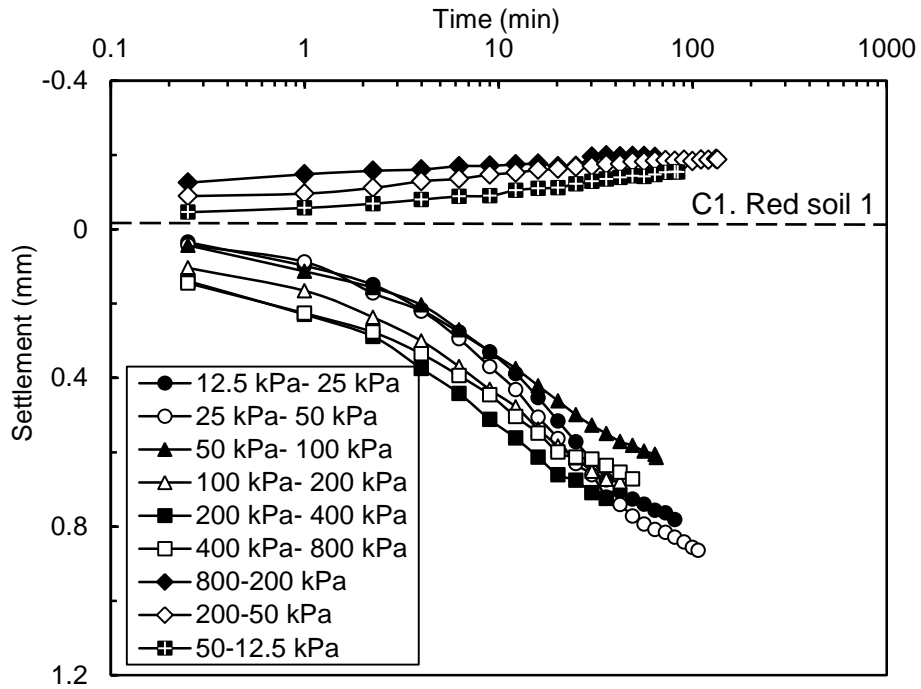 Time (min)
0.1 1 10 100 1000
-0.4
0
0.4
0.8
1.2
Settlement (mm)
C1. Red soil 1
12.5 kPa- 25 kPa
25 kPa- 50 kPa
50 kPa- 100 kPa
100 kPa- 200 kPa
200 kPa- 400 kPa
400 kPa- 800 kPa
800-200 kPa
200-50 kPa
50-12.5 kPa